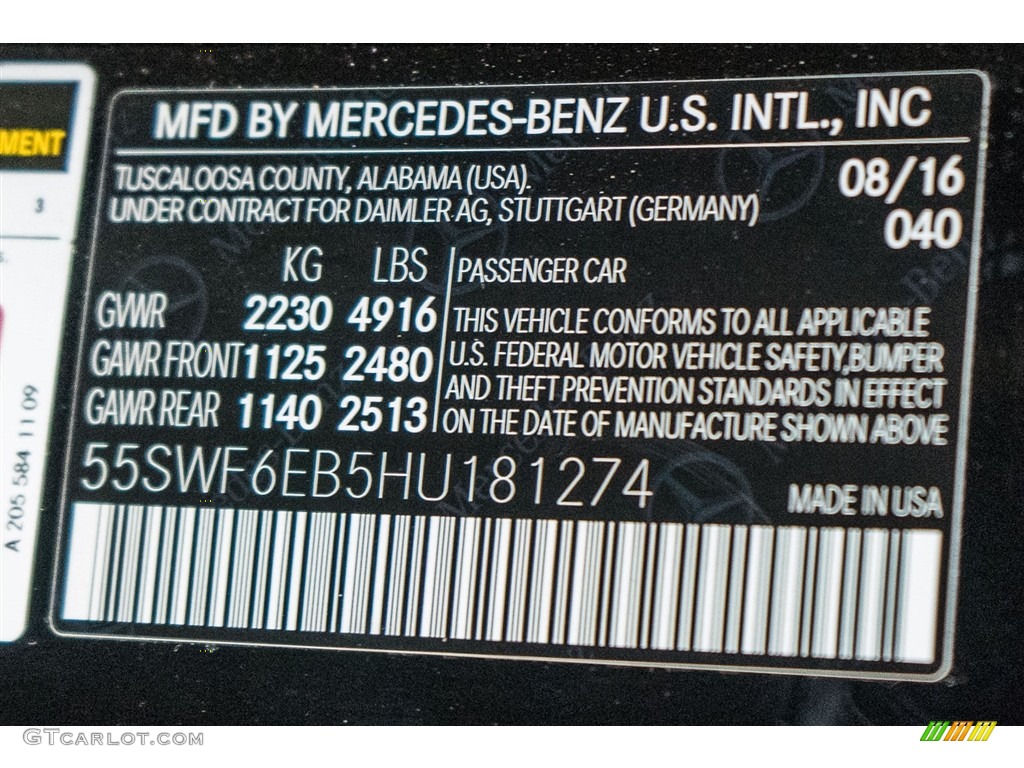 MENT
3
A 205 584 11 09
MFD BY MERCEDES-BENZ U.S. INTL., INC
TUSCALOOSA COUNTY, ALABAMA (USA).
UNDER CONTRACT FOR DAIMLER AG, STUTTGART (GERMANY)
08/16
040
KG LBS
GVWR 2230 4916
GAWR FRONT 1125 2480
GAWR REAR 1140 2513
PASSENGER CAR
THIS VEHICLE CONFORMS TO ALL APPLICABLE
U.S. FEDERAL MOTOR VEHICLE SAFETY,BUMPER
AND THEFT PREVENTION STANDARDS IN EFFECT
ON THE DATE OF MANUFACTURE SHOWN ABOVE
55SWF6EB5HU181274
MADE IN USA
GTCARLOT.COM